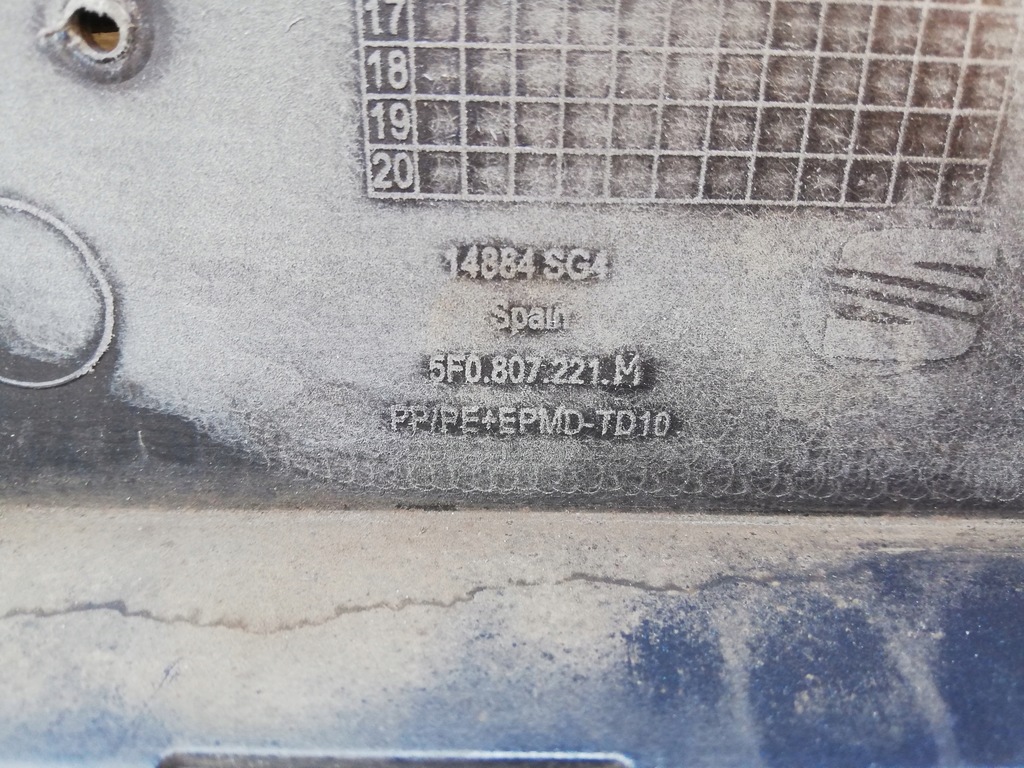 17
18
19
20
14884 SG4
Spain
5F0.807.221.M
PP/PE+EPMD-TD10